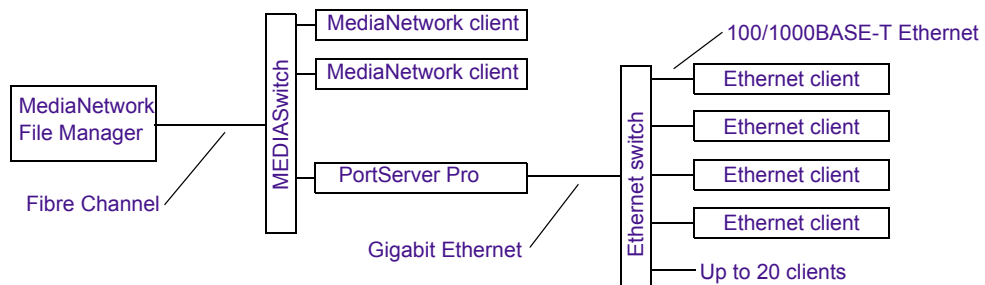 MediaNetwork client
100/1000BASE-T Ethernet
MediaNetwork client
Ethernet client
MediaNetwork
File Manager
MEDIASwitch
Ethernet client
PortServer Pro
Ethernet switch
Ethernet client
Fibre Channel
Ethernet client
Gigabit Ethernet
Up to 20 clients